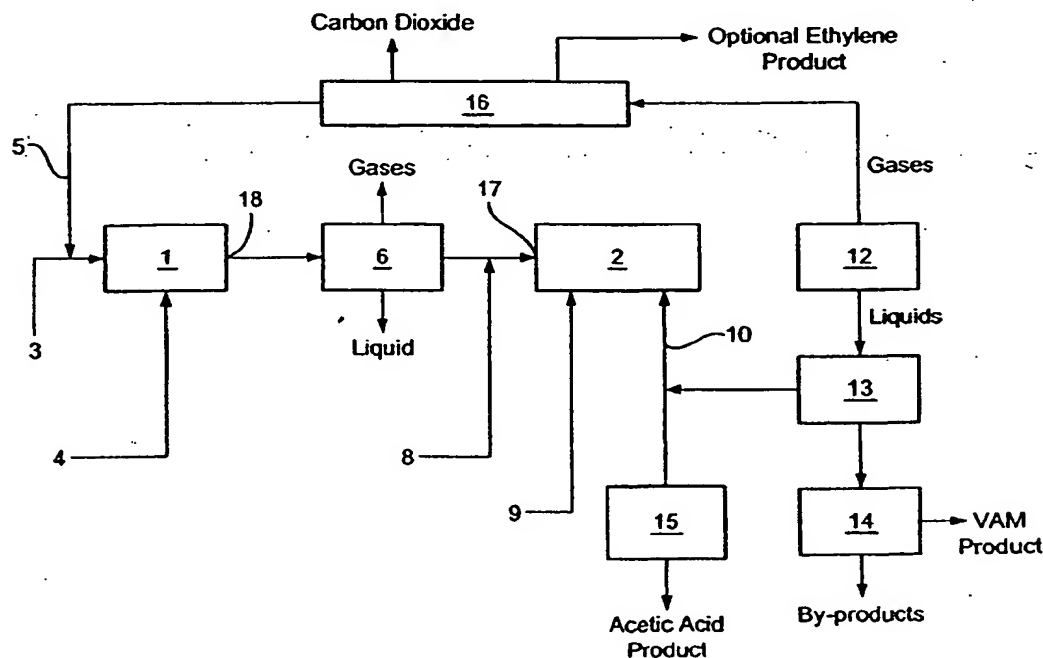 Carbon Dioxide
Optional Ethylene
Product
16
5
Gases
Gases
18
17
1
6
2
12
Liquids
3
Liquid
10
13
4
8
9
15
14
VAM
Product
Acetic Acid
Product
By-products